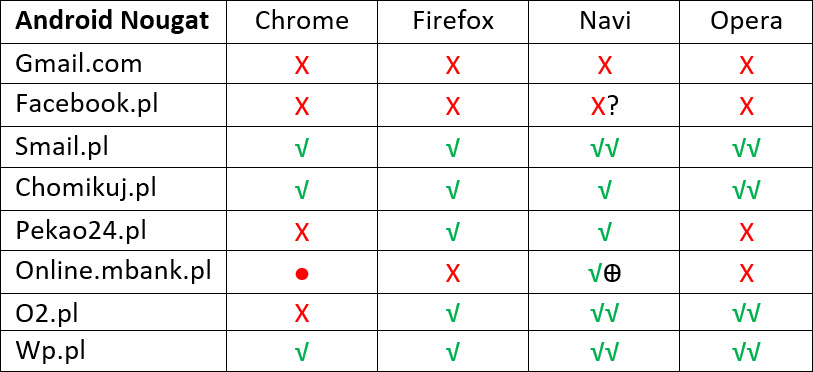 Android Nougat Chrome Firefox Navi Opera
Gmail.com X X X X
Facebook.pl X X X? X
Smail.pl √ √ √√ √√
Chomikuj.pl √ √ √ √√
Pekao24.pl X √ √ X
Online.mbank.pl ● X √⊕ X
O2.pl X √ √√ √√
Wp.pl √ √ √√ √√